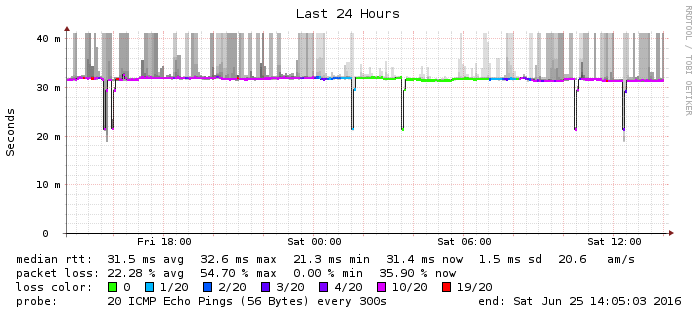 Last 24 Hours
RRDTOOL / TOBI OETIKER
Seconds
40 m
30 m
20 m
10 m
0
Fri 18:00 Sat 00:00 Sat 06:00 Sat 12:00
median rtt: 31.5 ms avg 32.6 ms max 21.3 ms min 31.4 ms now 1.5 ms sd 20.6 am/s
packet loss: 22.28 % avg 54.70 % max 0.00 % min 35.90 % now
loss color: 0 1/20 2/20 3/20 4/20 10/20 19/20
probe: 20 ICMP Echo Pings (56 Bytes) every 300s end: Sat Jun 25 14:05:03 2016